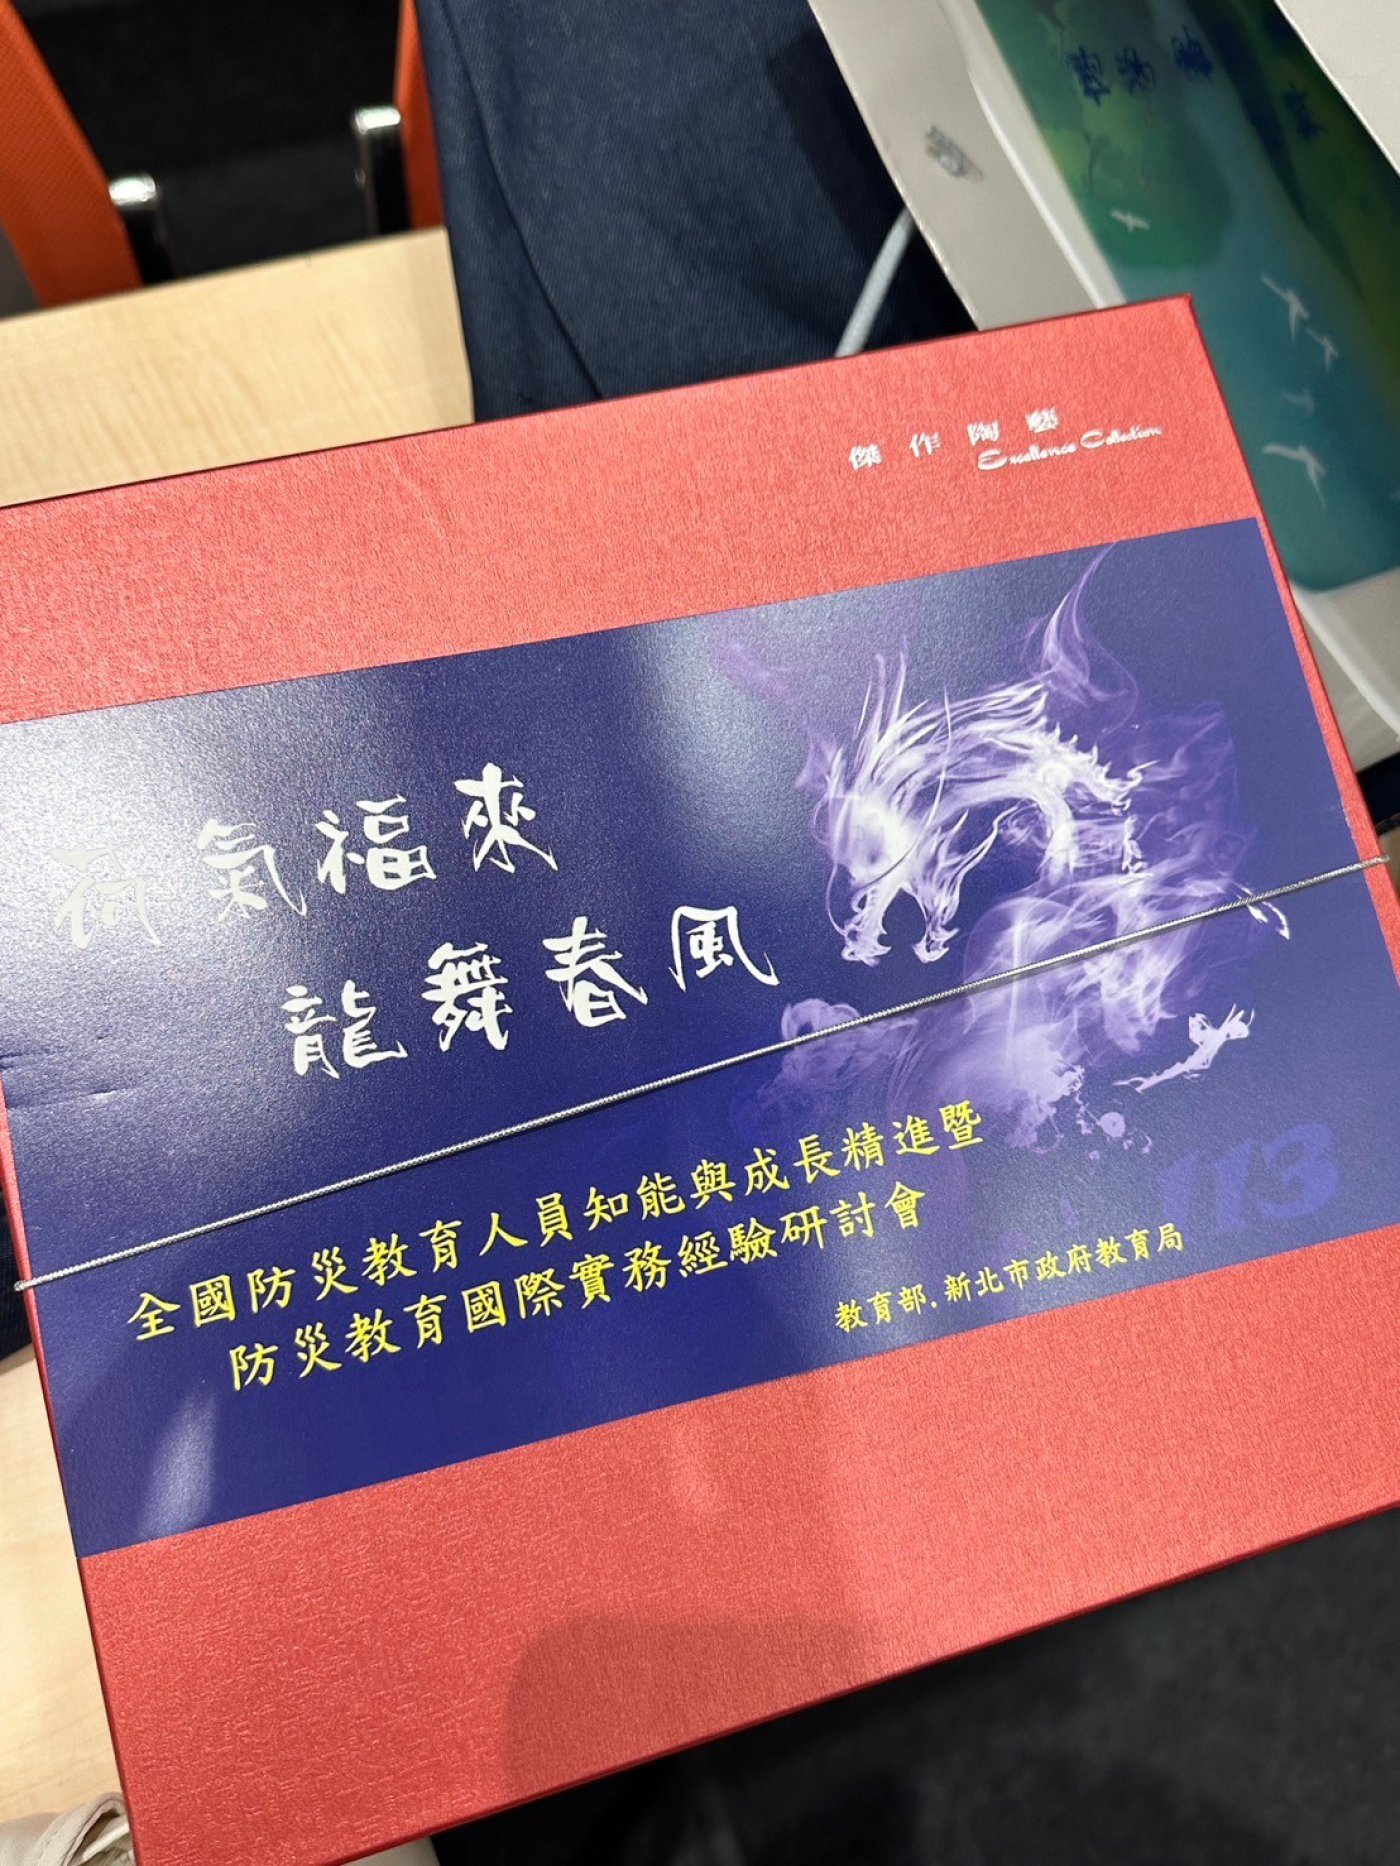 傑作陶藝
Excellence Collection
荷氣福來
龍舞春風
全國防災教育人員知能與成長精進暨
防災教育國際實務經驗研討會
教育部.新北市政府教育局
113